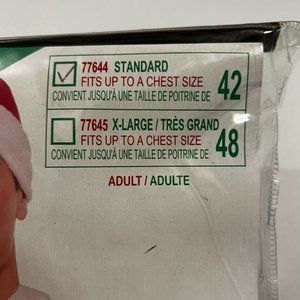 77644 STANDARD
FITS UP TO A CHEST SIZE
CONVIENT JUSQU'À UNE TAILLE DE POITRINE DE 42
77645 X-LARGE / TRÈS GRAND
FITS UP TO A CHEST SIZE
CONVIENT JUSQU'À UNE TAILLE DE POITRINE DE 48
ADULT / ADULTE